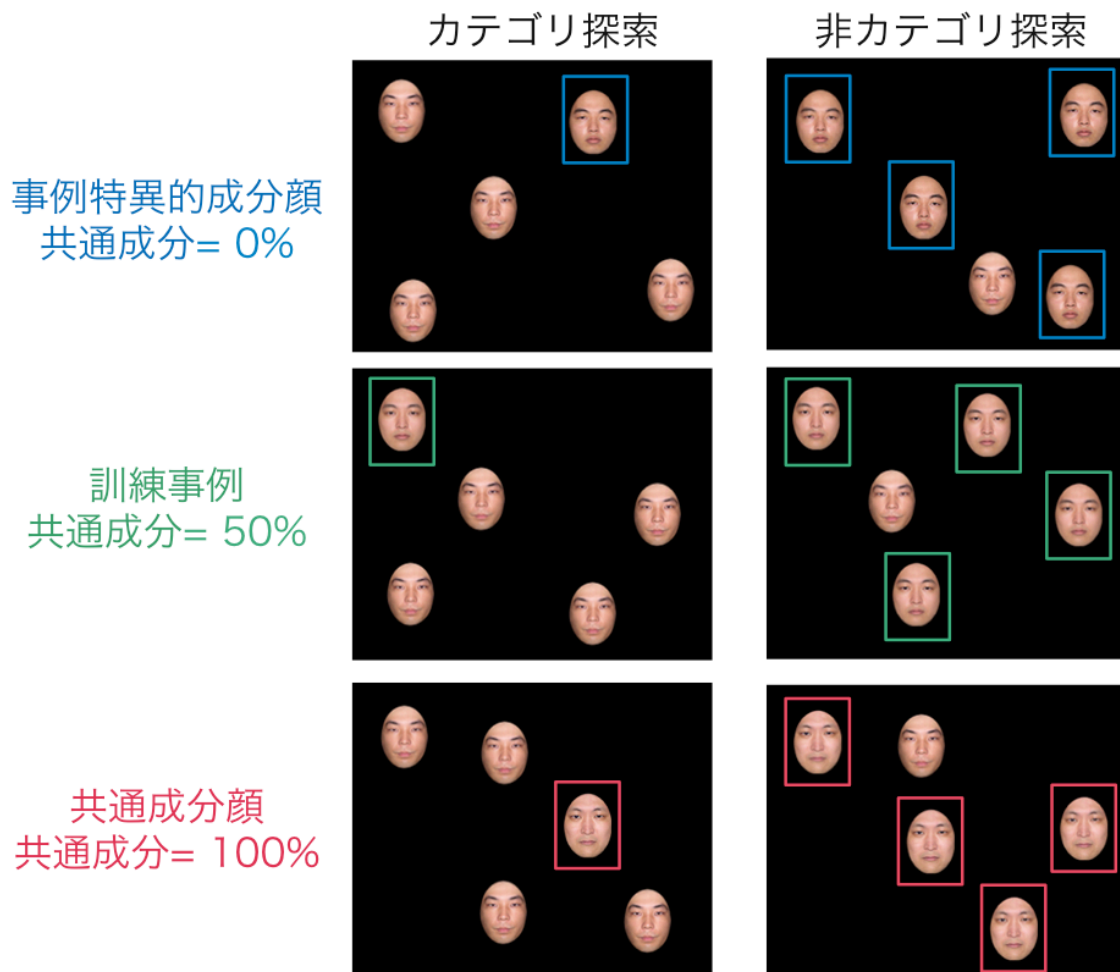 カテゴリ探索
非カテゴリ探索
事例特異的成分顔
共通成分= 0%
訓練事例
共通成分= 50%
共通成分顔
共通成分= 100%